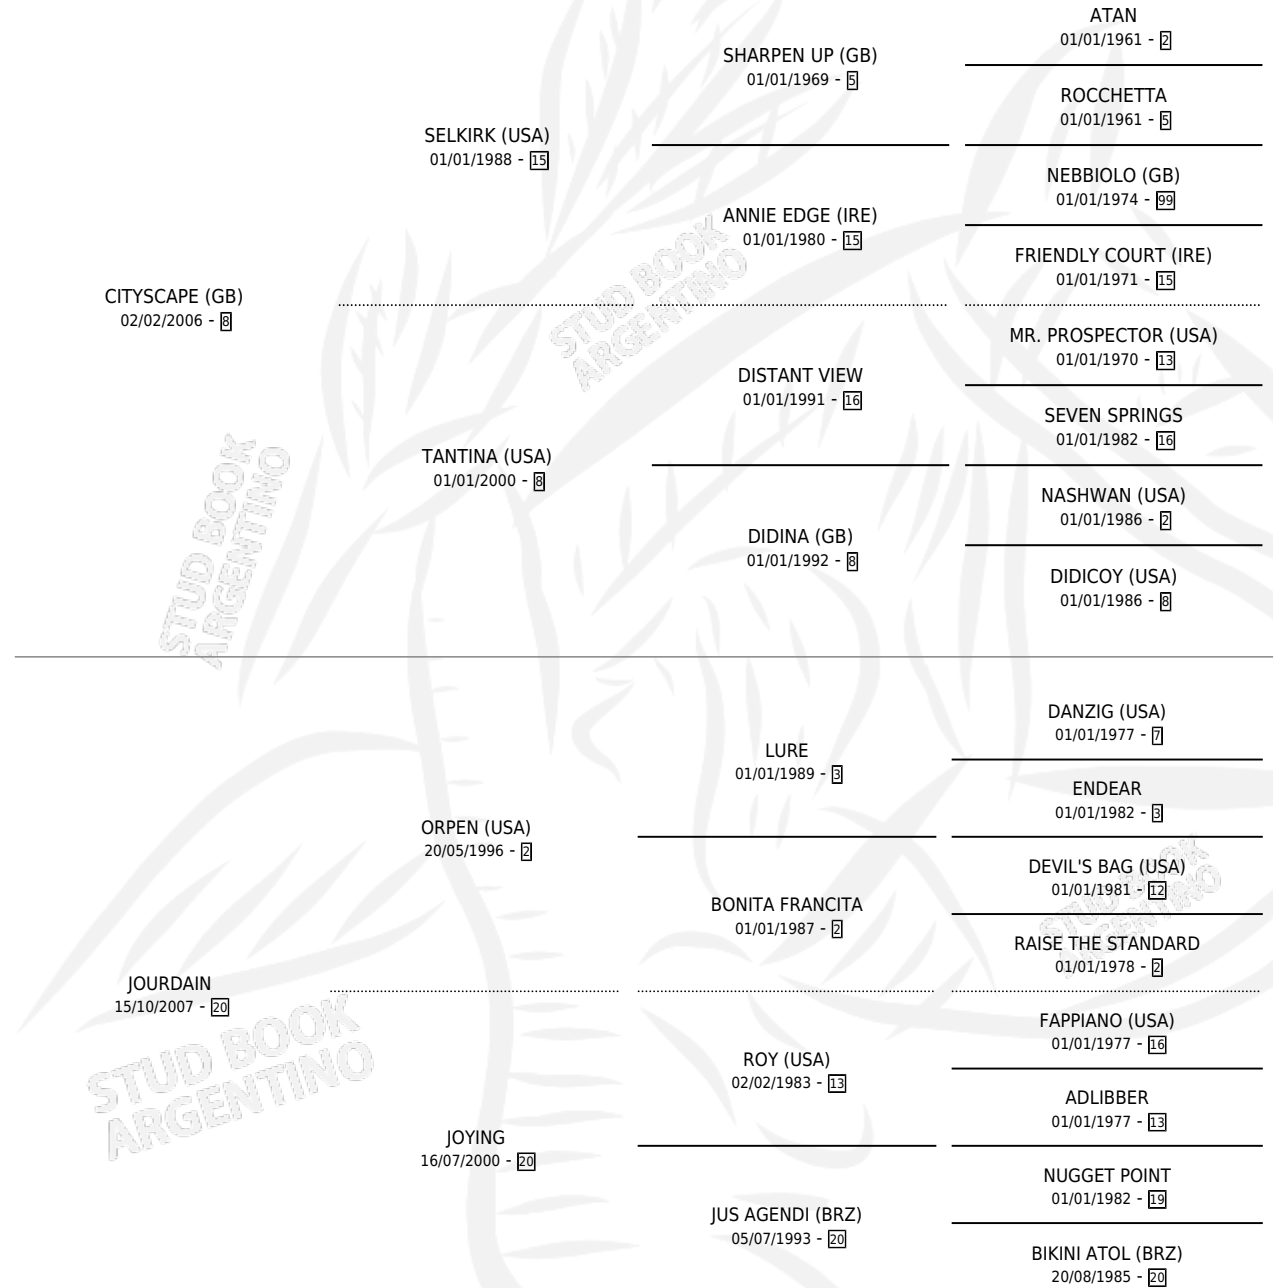 ATAN
01/01/1961 - 2
SHARPEN UP (GB)
01/01/1969 - 5
ROCCHETTA
01/01/1961 - 5
SELKIRK (USA)
01/01/1988 - 15
NEBBIOLO (GB)
01/01/1974 - 99
ANNIE EDGE (IRE)
01/01/1980 - 15
FRIENDLY COURT (IRE)
01/01/1971 - 15
CITYSCAPE (GB)
02/02/2006 - 8
STUD BOOK
ARGENTINO
MR. PROSPECTOR (USA)
01/01/1970 - 13
DISTANT VIEW
01/01/1991 - 16
SEVEN SPRINGS
01/01/1982 - 16
TANTINA (USA)
01/01/2000 - 8
STUD BOOK
ARGENTINO
NASHWAN (USA)
01/01/1986 - 2
DIDINA (GB)
01/01/1992 - 8
DIDICOY (USA)
01/01/1986 - 8
DANZIG (USA)
01/01/1977 - 7
LURE
01/01/1989 - 3
ENDEAR
01/01/1982 - 3
ORPEN (USA)
20/05/1996 - 2
DEVIL'S BAG (USA)
01/01/1981 - 12
STUD BOOK
ARGENTINO
BONITA FRANCITA
01/01/1987 - 2
RAISE THE STANDARD
01/01/1978 - 2
JOURDAIN
15/10/2007 - 20
STUD BOOK
ARGENTINO
FAPPIANO (USA)
01/01/1977 - 16
ROY (USA)
02/02/1983 - 13
ADLIBBER
01/01/1977 - 13
JOYING
16/07/2000 - 20
NUGGET POINT
01/01/1982 - 19
JUS AGENDI (BRZ)
05/07/1993 - 20
BIKINI ATOL (BRZ)
20/08/1985 - 20